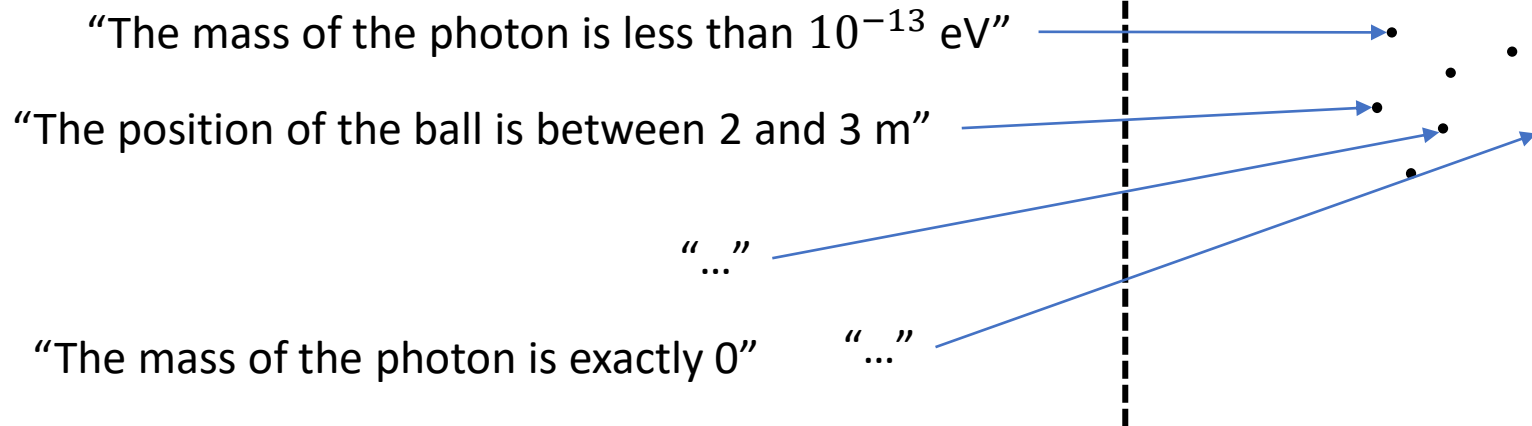 “The mass of the photon is less than 10⁻¹³ eV”
“The position of the ball is between 2 and 3 m”
“…”
“The mass of the photon is exactly 0” “…”